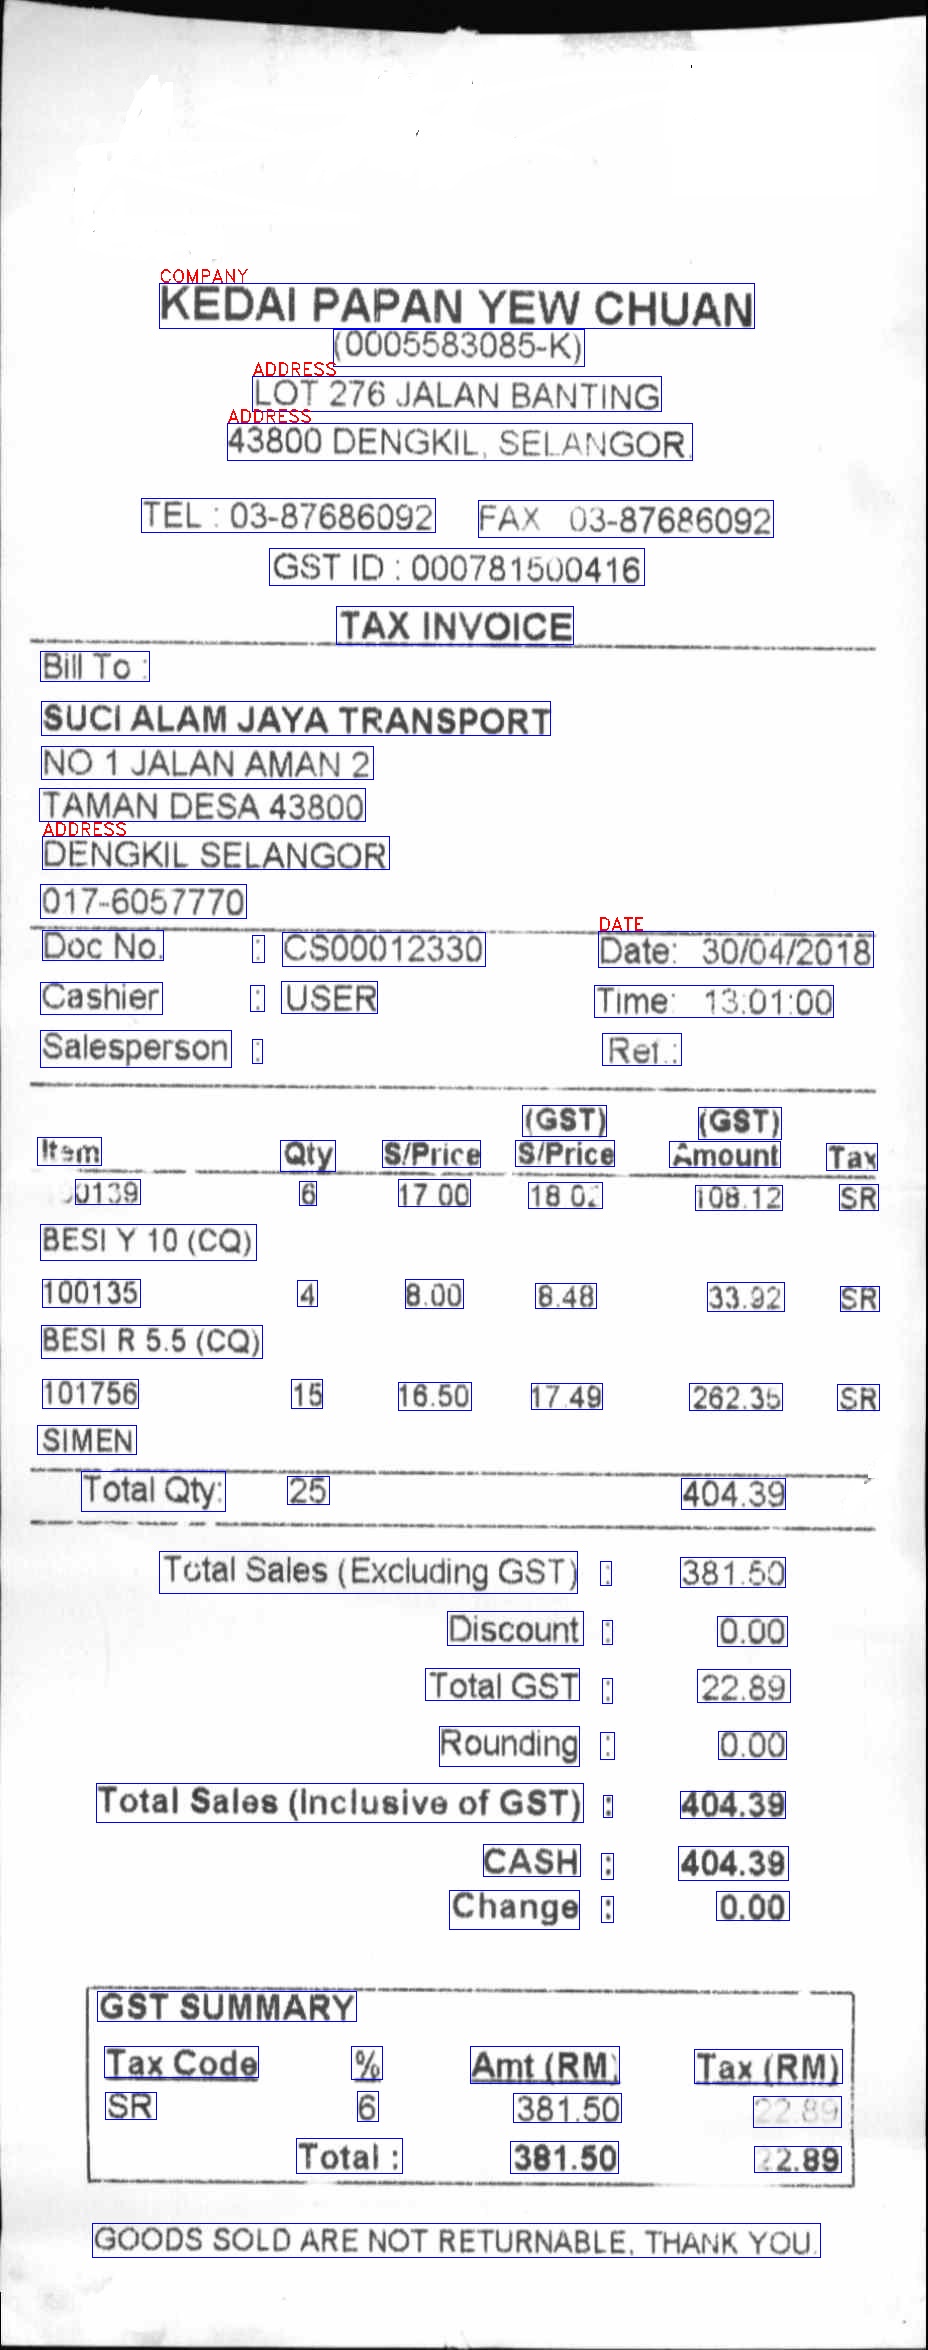 COMPANY
KEDAI PAPAN YEW CHUAN
(0005583085-K)
ADDRESS
LOT 276 JALAN BANTING
ADDRESS
43800 DENGKIL, SELANGOR.
TEL : 03-87686092 FAX 03-87686092
GST ID : 000781500416
TAX INVOICE
Bill To :
SUCI ALAM JAYA TRANSPORT
NO 1 JALAN AMAN 2
TAMAN DESA 43800
ADDRESS
DENGKIL SELANGOR
017-6057770
DATE
Doc No. : CS00012330 Date: 30/04/2018
Cashier : USER Time: 13:01:00
Salesperson : Ref.:
(GST) (GST)
Item Qty S/Price S/Price Amount Tax
6 17.00 108.12 SR
BESI Y 10 (CQ)
100135 4 8.00 8.48 33.92 SR
BESI R 5.5 (CQ)
101756 15 16.50 17.49 262.35 SR
SIMEN
Total Qty: 25 404.39
Total Sales (Excluding GST) : 381.50
Discount : 0.00
Total GST : 22.89
Rounding : 0.00
Total Sales (Inclusive of GST) : 404.39
CASH : 404.39
Change : 0.00
GST SUMMARY
Tax Code % Amt (RM) Tax (RM)
SR 6 381.50 22.89
Total : 381.50 22.89
GOODS SOLD ARE NOT RETURNABLE, THANK YOU.